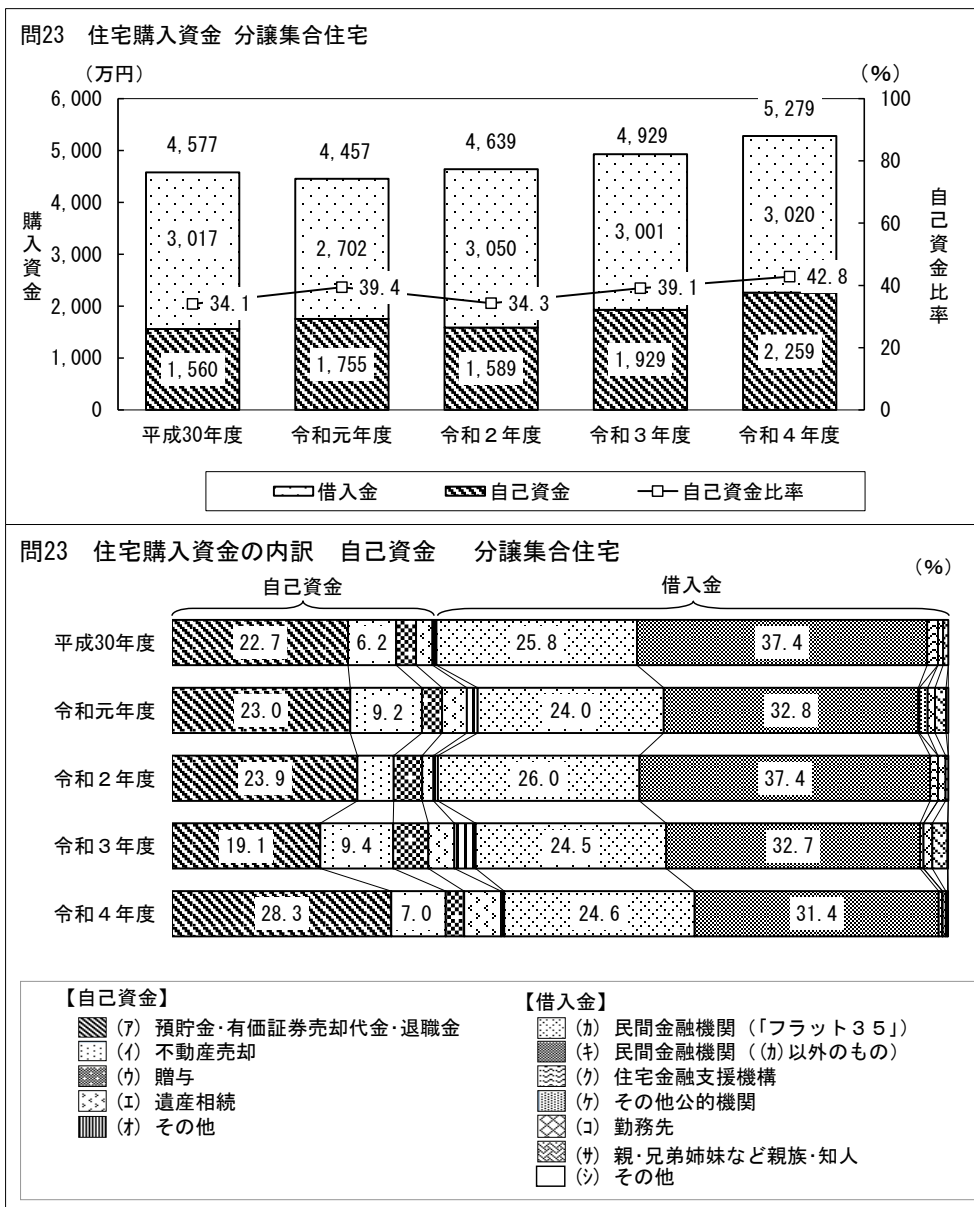 問23　住宅購入資金 分譲集合住宅
（万円）
（%）
6,000
5,000
4,000
3,000
2,000
1,000
0
購入資金
100
80
60
40
20
0
自己資金比率
4,577
4,457
4,639
4,929
5,279
3,017
2,702
3,050
3,001
3,020
34.1
39.4
34.3
39.1
42.8
1,560
1,755
1,589
1,929
2,259
平成30年度
令和元年度
令和２年度
令和３年度
令和４年度
借入金
自己資金
自己資金比率
問23　住宅購入資金の内訳　自己資金　　分譲集合住宅
（%）
自己資金
借入金
平成30年度 22.7 6.2 25.8 37.4
令和元年度 23.0 9.2 24.0 32.8
令和２年度 23.9 26.0 37.4
令和３年度 19.1 9.4 24.5 32.7
令和４年度 28.3 7.0 24.6 31.4
【自己資金】
(ｱ) 預貯金･有価証券売却代金･退職金
(ｲ) 不動産売却
(ｳ) 贈与
(ｴ) 遺産相続
(ｵ) その他
【借入金】
(ｶ) 民間金融機関（「フラット３５」）
(ｷ) 民間金融機関（(ｶ)以外のもの）
(ｸ) 住宅金融支援機構
(ｹ) その他公的機関
(ｺ) 勤務先
(ｻ) 親･兄弟姉妹など親族･知人
(ｼ) その他